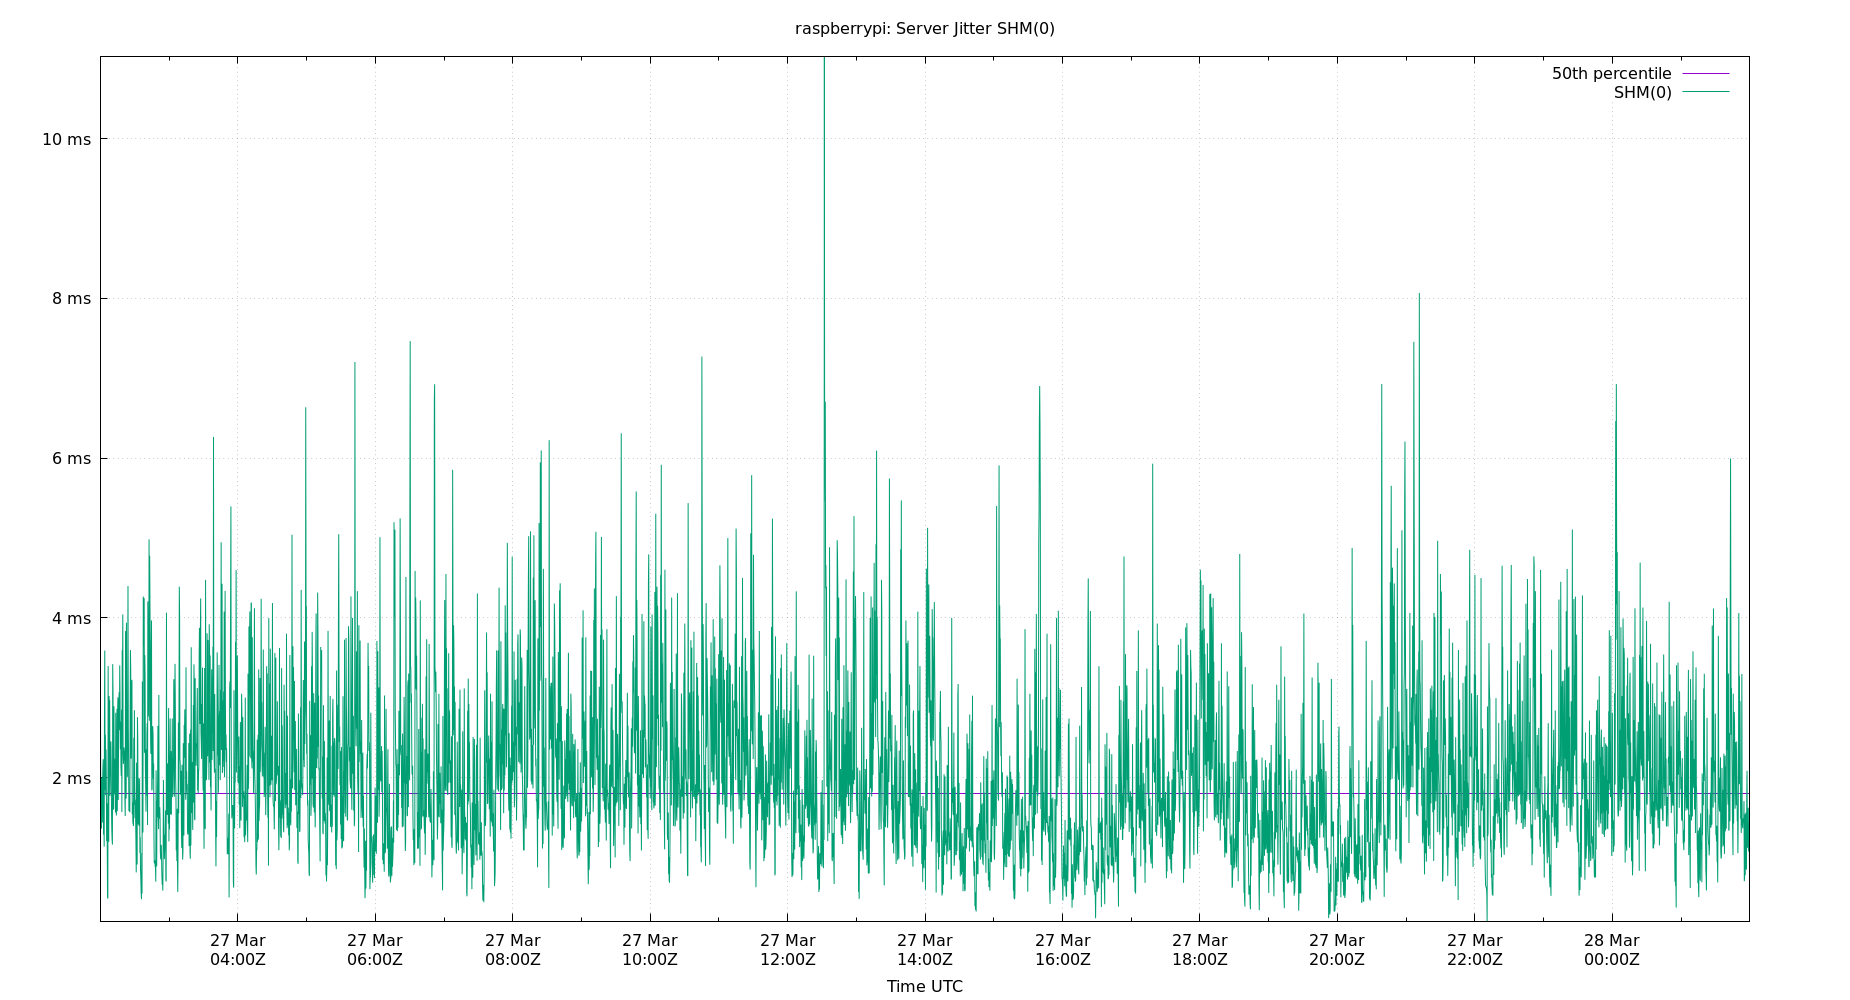 raspberrypi: Server Jitter SHM(0)
50th percentile
SHM(0)
10 ms
8 ms
6 ms
4 ms
2 ms
27 Mar 27 Mar 27 Mar 27 Mar 27 Mar 27 Mar 27 Mar 27 Mar 27 Mar 27 Mar 28 Mar
04:00Z 06:00Z 08:00Z 10:00Z 12:00Z 14:00Z 16:00Z 18:00Z 20:00Z 22:00Z 00:00Z
Time UTC